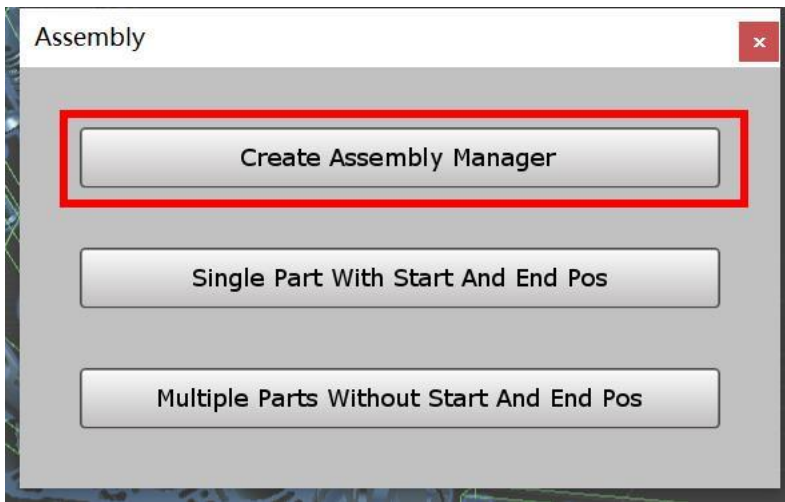 Assembly
x
Create Assembly Manager
Single Part With Start And End Pos
Multiple Parts Without Start And End Pos